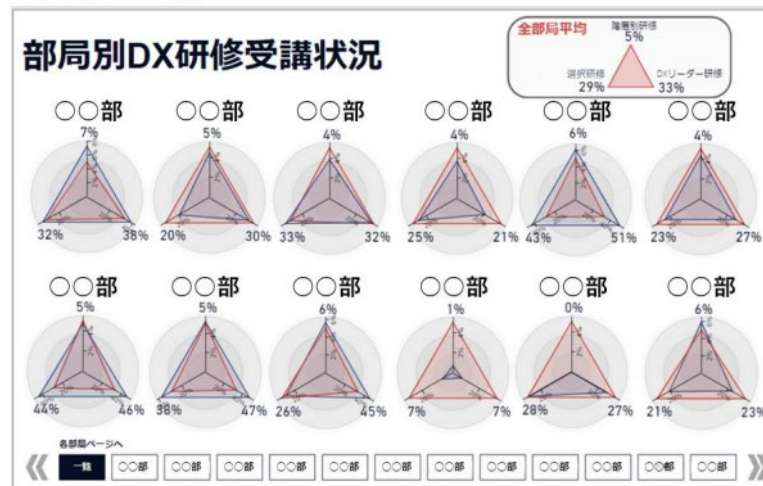 部局別DX研修受講状況
全部局平均
階層別研修
5%
選択研修
29%
DXリーダー研修
33%
○○部 ○○部 ○○部 ○○部 ○○部 ○○部
7% 5% 4% 4% 6% 4%
32% 38% 20% 30% 33% 32% 25% 21% 43% 51% 23% 27%
○○部 ○○部 ○○部 ○○部 ○○部 ○○部
5% 5% 6% 1% 0% 6%
44% 46% 38% 47% 26% 45% 7% 7% 28% 27% 21% 23%
各部局ページへ
一覧 ○○部 ○○部 ○○部 ○○部 ○○部 ○○部 ○○部 ○○部 ○○部 ○○部 ○○部 ○○部